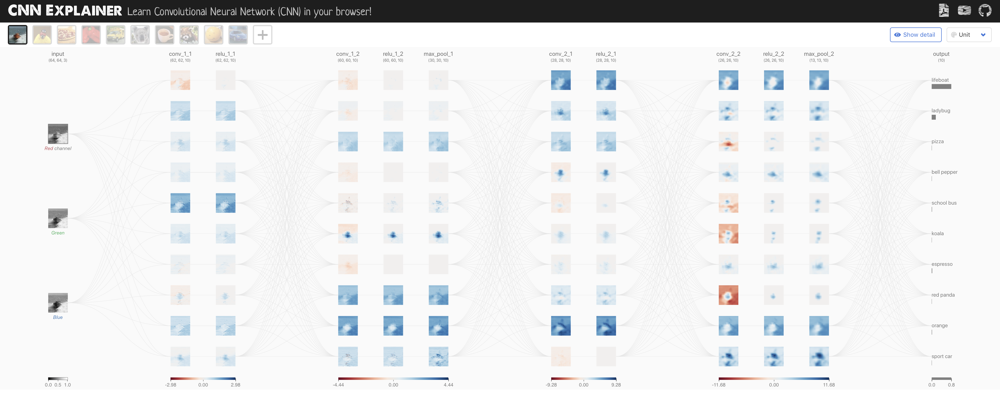 CNN EXPLAINER Learn Convolutional Neural Network (CNN) in your browser!
Show detail
Unit
input
(64, 64, 3)
conv_1_1
(62, 62, 10)
relu_1_1
(62, 62, 10)
conv_1_2
(60, 60, 10)
relu_1_2
(60, 60, 10)
max_pool_1
(30, 30, 10)
conv_2_1
(28, 28, 10)
relu_2_1
(28, 28, 10)
conv_2_2
(26, 26, 10)
relu_2_2
(26, 26, 10)
max_pool_2
(13, 13, 10)
output
(10)
Red channel
Green
Blue
lifeboat
ladybug
pizza
bell pepper
school bus
koala
espresso
red panda
orange
sport car
0.0 0.5 1.0
-2.98 0.00 2.98
-4.44 0.00 4.44
-9.28 0.00 9.28
-11.68 0.00 11.68
0.0 0.8